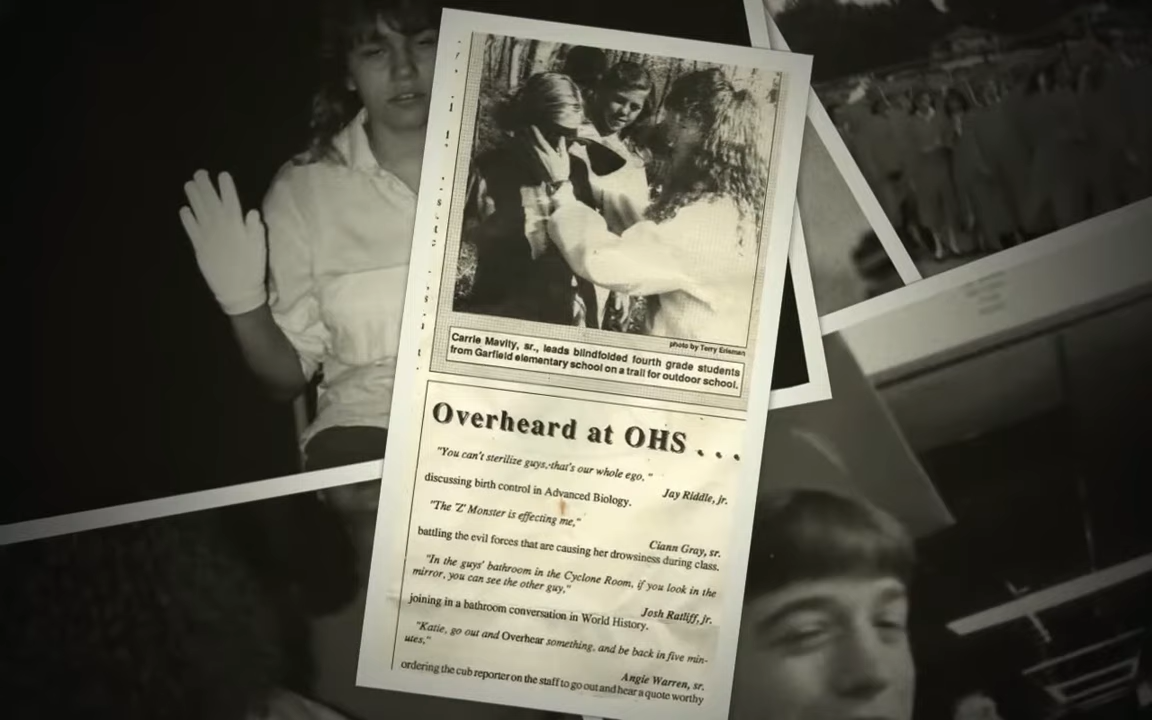 photo by Terry Erisman
Carrie Mavity, sr., leads blindfolded fourth grade students
from Garfield elementary school on a trail for outdoor school.
Overheard at OHS . . .
"You can't sterilize guys,-that's our whole ego. "
Jay Riddle, jr.
discussing birth control in Advanced Biology.
"The 'Z' Monster is effecting me,"
Ciann Gray, sr.
battling the evil forces that are causing her drowsiness during class.
"In the guys' bathroom in the Cyclone Room, if you look in the
mirror, you can see the other guy,"
Josh Ratliff, jr.
joining in a bathroom conversation in World History.
"Katie, go out and Overhear something, and be back in five min-
utes,"
Angie Warren, sr.
ordering the cub reporter on the staff to go out and hear a quote worthy